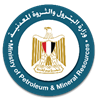 وزارة البترول والثروة المعدنية
Ministry of Petroleum & Mineral Resources